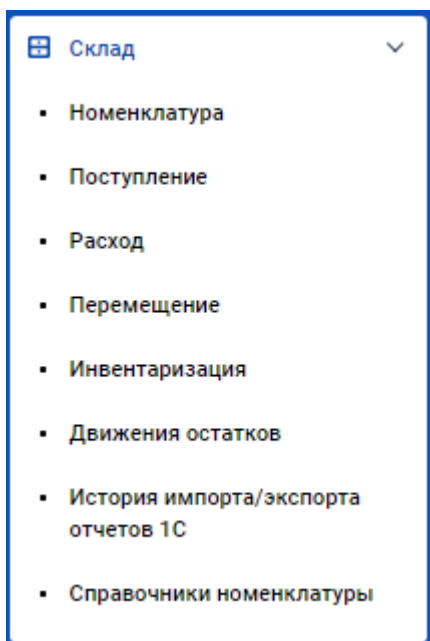 Склад
Номенклатура
Поступление
Расход
Перемещение
Инвентаризация
Движения остатков
История импорта/экспорта
отчетов 1С
Справочники номенклатуры